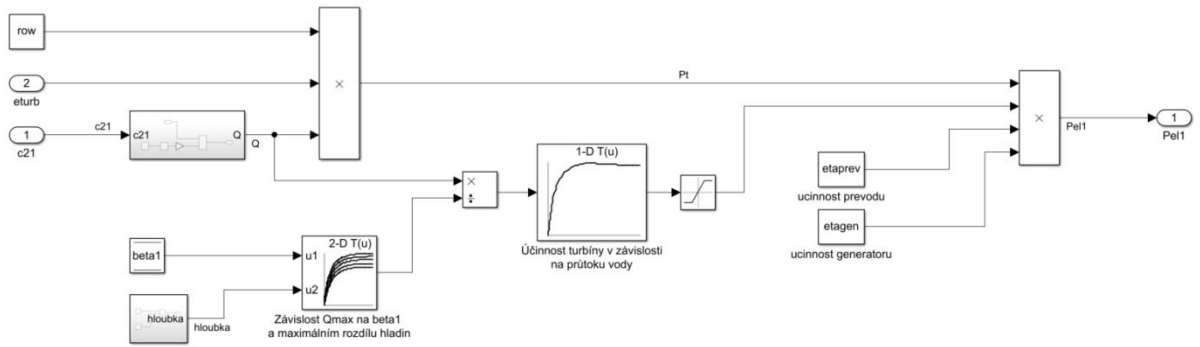 row
2
eturb
1
c21
c21
c21
Q
Q
×
Pt
1-D T(u)
Účinnost turbíny v závislosti
na průtoku vody
×
÷
beta1
2-D T(u)
u1
u2
Závislost Qmax na beta1
a maximálním rozdílu hladin
hloubka
hloubka
etaprev
ucinnost prevodu
etagen
ucinnost generatoru
×
Pel1
1
Pel1